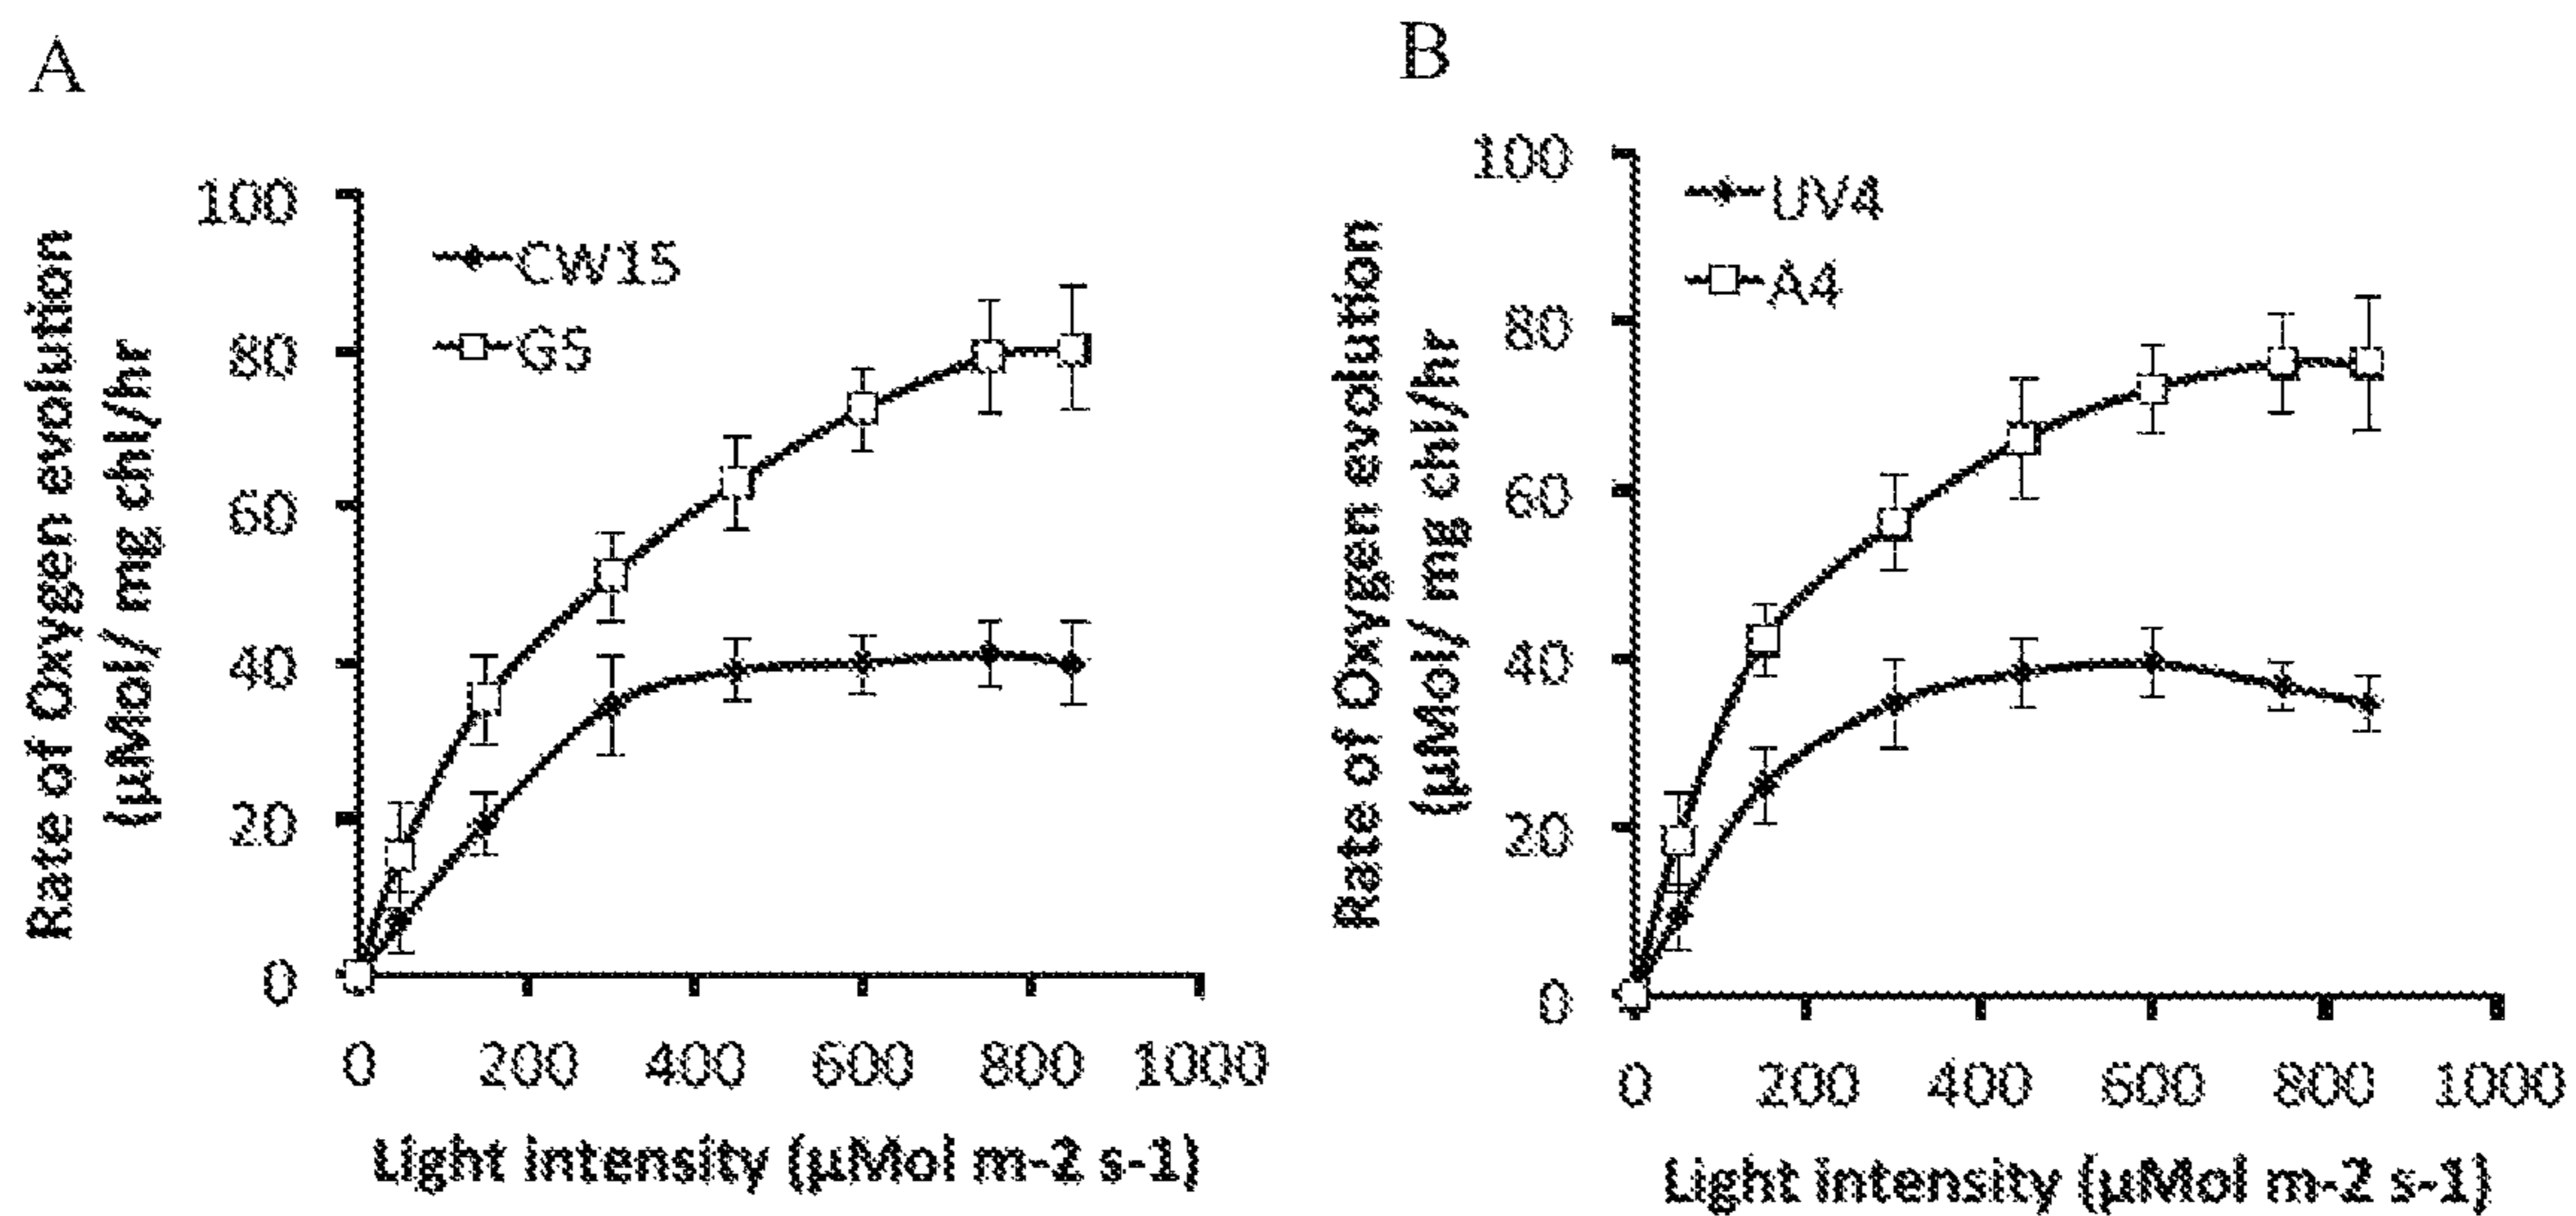 A
100
80
60
40
20
0
CW15
G5
0 200 400 600 800 1000
Rate of Oxygen evolution
(µMol/ mg chl/hr
Light intensity (µMol m-2 s-1)
B
100
80
60
40
20
0
UV4
A4
0 200 400 600 800 1000
Rate of Oxygen evolution
(µMol/ mg chl/hr
Light intensity (µMol m-2 s-1)